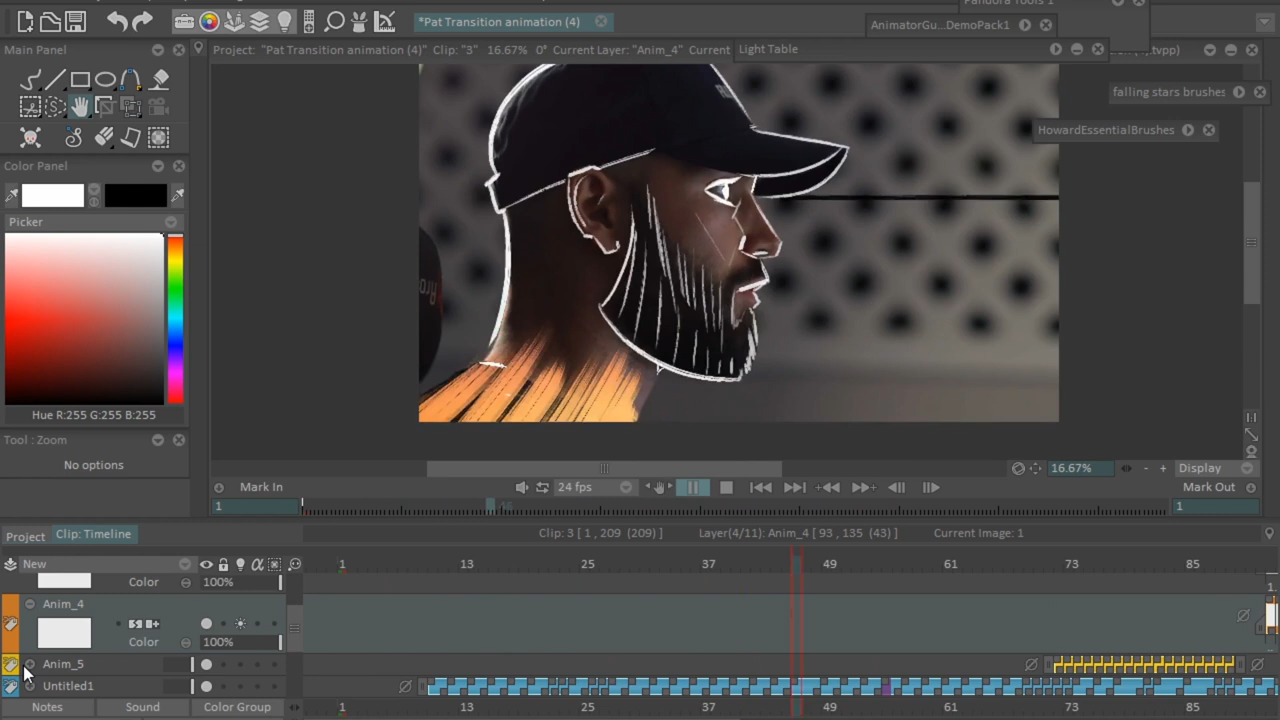 Pandora Tools 1
*Pat Transition animation (4)
AnimatorGu...DemoPack1
Main Panel
Project: "Pat Transition animation (4)" Clip: "3" 16.67% 0° Current Layer: "Anim_4" Current
Light Table
.tvpp)
falling stars brushes
HowardEssentialBrushes
Color Panel
Picker
Hue R:255 G:255 B:255
Tool : Zoom
No options
16.67%
Display
Mark In
24 fps
Mark Out
1
46
1
Project
Clip: Timeline
Clip: 3 [ 1 , 209 (209) ]
Layer(4/11): Anim_4 [ 93 , 135 (43) ]
Current Image: 1
New
1 13 25 37 49 61 73 85
Color
100%
1.
Anim_4
Color
100%
Anim_5
Untitled1
Notes
Sound
Color Group
1 13 25 37 49 61 73 85